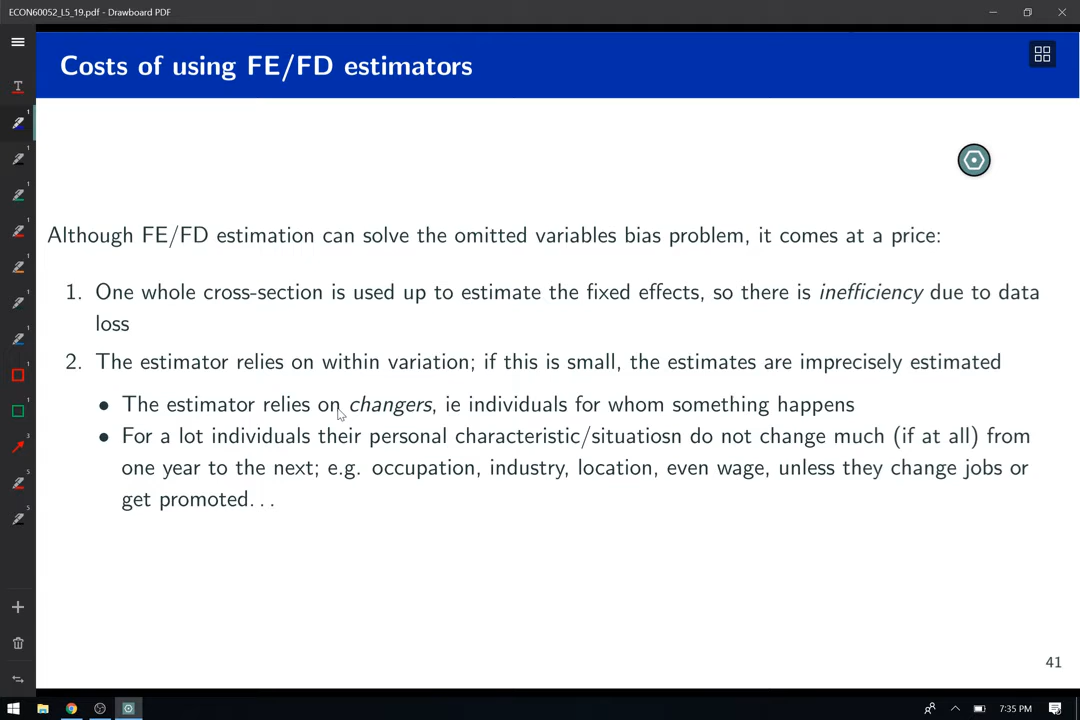 ECON60052_L5_19.pdf - Drawboard PDF
Costs of using FE/FD estimators
Although FE/FD estimation can solve the omitted variables bias problem, it comes at a price:
1. One whole cross-section is used up to estimate the fixed effects, so there is inefficiency due to data
loss
2. The estimator relies on within variation; if this is small, the estimates are imprecisely estimated
• The estimator relies on changers, ie individuals for whom something happens
• For a lot individuals their personal characteristic/situatiosn do not change much (if at all) from
one year to the next; e.g. occupation, industry, location, even wage, unless they change jobs or
get promoted...
41
7:35 PM